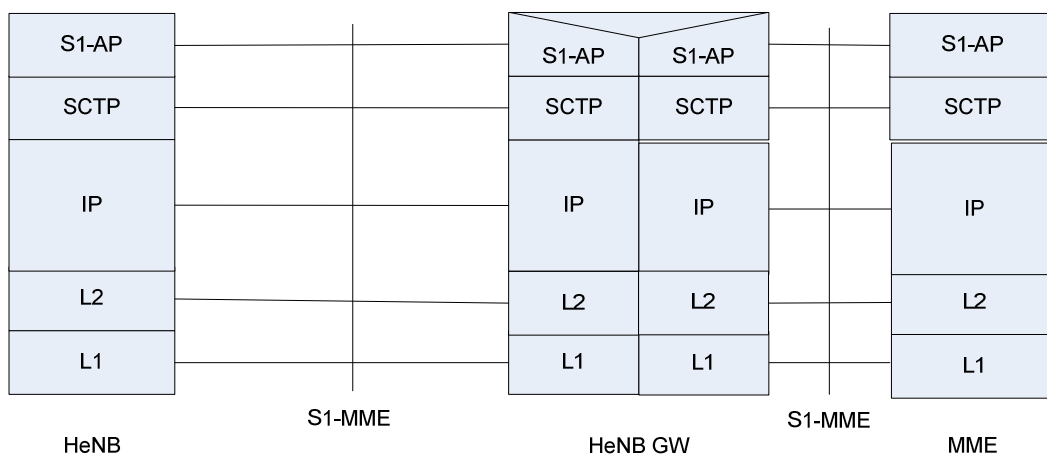 S1-AP
S1-AP
S1-AP
S1-AP
SCTP
SCTP
SCTP
SCTP
IP
IP
IP
IP
L2
L2
L2
L2
L1
L1
L1
L1
S1-MME
S1-MME
HeNB
HeNB GW
MME